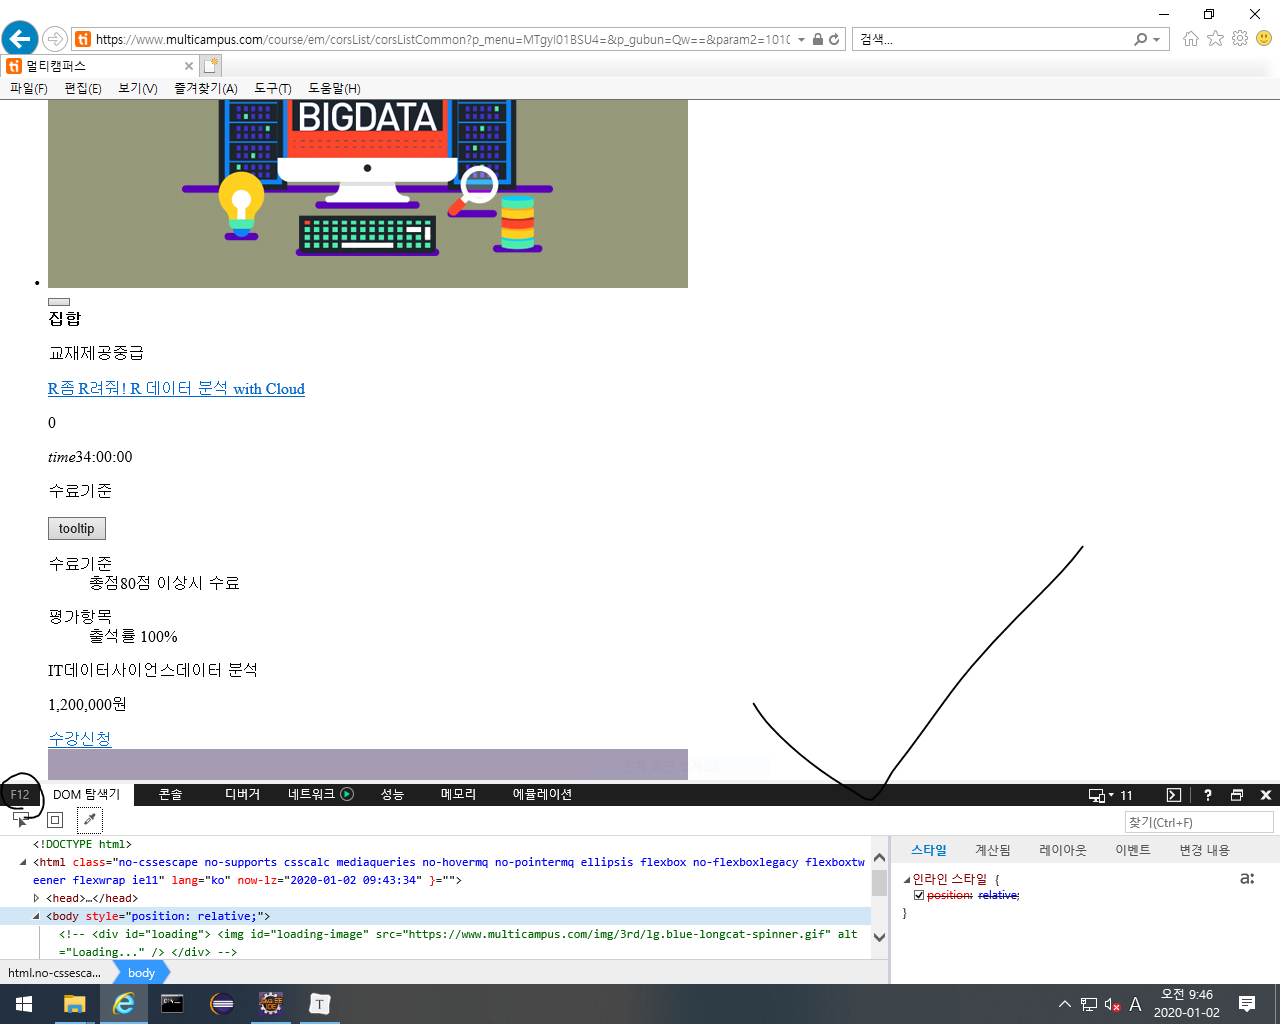 https://www.multicampus.com/course/em/corsList/corsListCommon?p_menu=MTgyI01BSU4=&p_gubun=Qw==&param2=101C
검색...
멀티캠퍼스
파일(F) 편집(E) 보기(V) 즐겨찾기(A) 도구(T) 도움말(H)
BIGDATA
집합
교재제공중급
R좀 R려줘! R 데이터 분석 with Cloud
0
time34:00:00
수료기준
tooltip
수료기준
총점80점 이상시 수료
평가항목
출석률 100%
IT데이터사이언스데이터 분석
1,200,000원
수강신청
F12 DOM 탐색기 콘솔 디버거 네트워크 성능 메모리 에뮬레이션 11
찾기(Ctrl+F)
<!DOCTYPE html>
<html class="no-cssescape no-supports csscalc mediaqueries no-hovermq no-pointermq ellipsis flexbox no-flexboxlegacy flexboxtw
eener flexwrap ie11" lang="ko" now-lz="2020-01-02 09:43:34" }="">
<head>…</head>
<body style="position: relative;">
<!-- <div id="loading"> <img id="loading-image" src="https://www.multicampus.com/img/3rd/lg.blue-longcat-spinner.gif" alt
="Loading..." /> </div> -->
html.no-cssesca... body
스타일 계산됨 레이아웃 이벤트 변경 내용
인라인 스타일 {
position: relative;
}
a:
A 오전 9:46
2020-01-02